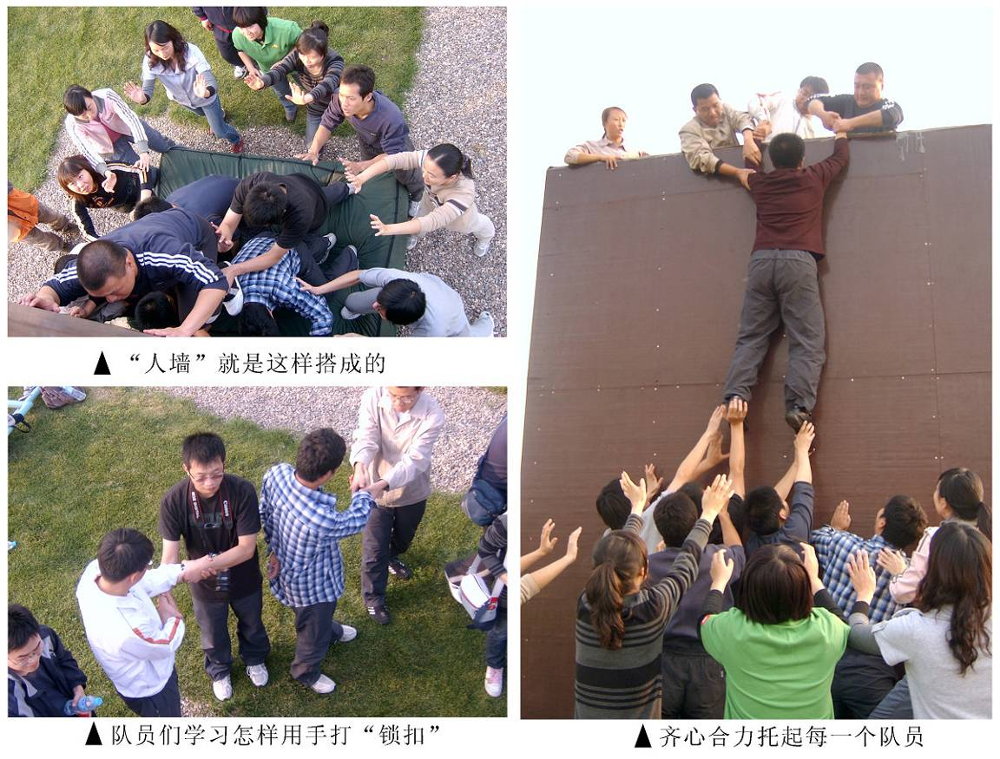 ▲“人墙”就是这样搭成的
▲队员们学习怎样用手打“锁扣”
▲齐心合力托起每一个队员
Canon